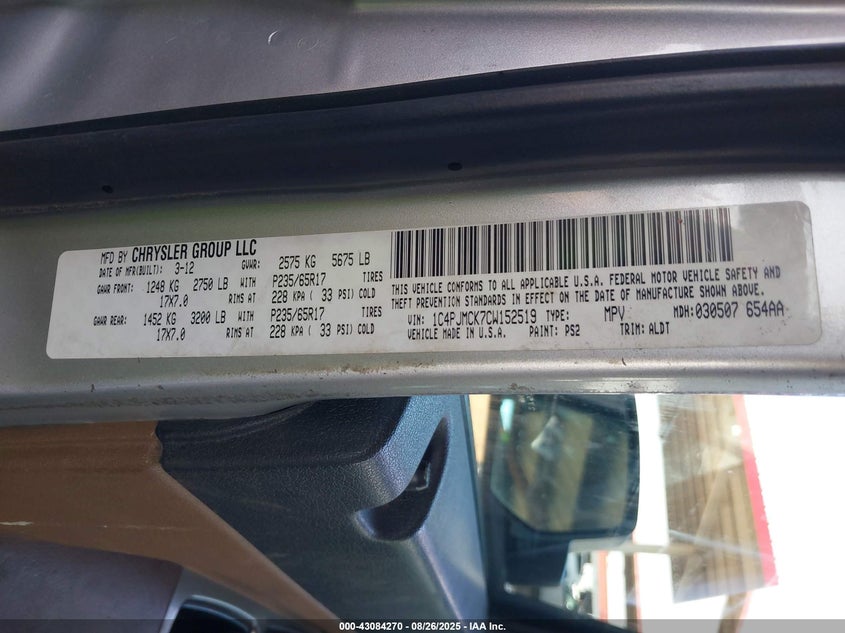 MFD BY CHRYSLER GROUP LLC
DATE OF MFR(BUILT): 3-12 GVWR: 2575 KG 5675 LB
GAWR FRONT: 1248 KG 2750 LB WITH P235/65R17 TIRES
17X7.0 RIMS AT 228 KPA ( 33 PSI) COLD
GAWR REAR: 1452 KG 3200 LB WITH P235/65R17 TIRES
17X7.0 RIMS AT 228 KPA ( 33 PSI) COLD
THIS VEHICLE CONFORMS TO ALL APPLICABLE U.S.A. FEDERAL MOTOR VEHICLE SAFETY AND
THEFT PREVENTION STANDARDS IN EFFECT ON THE DATE OF MANUFACTURE SHOWN ABOVE.
VIN: 1C4PJMCK7CW152519 TYPE: MPV MDH:030507 654AA
VEHICLE MADE IN U.S.A. PAINT: PS2 TRIM: ALDT
000-43084270 - 08/26/2025 - IAA Inc.